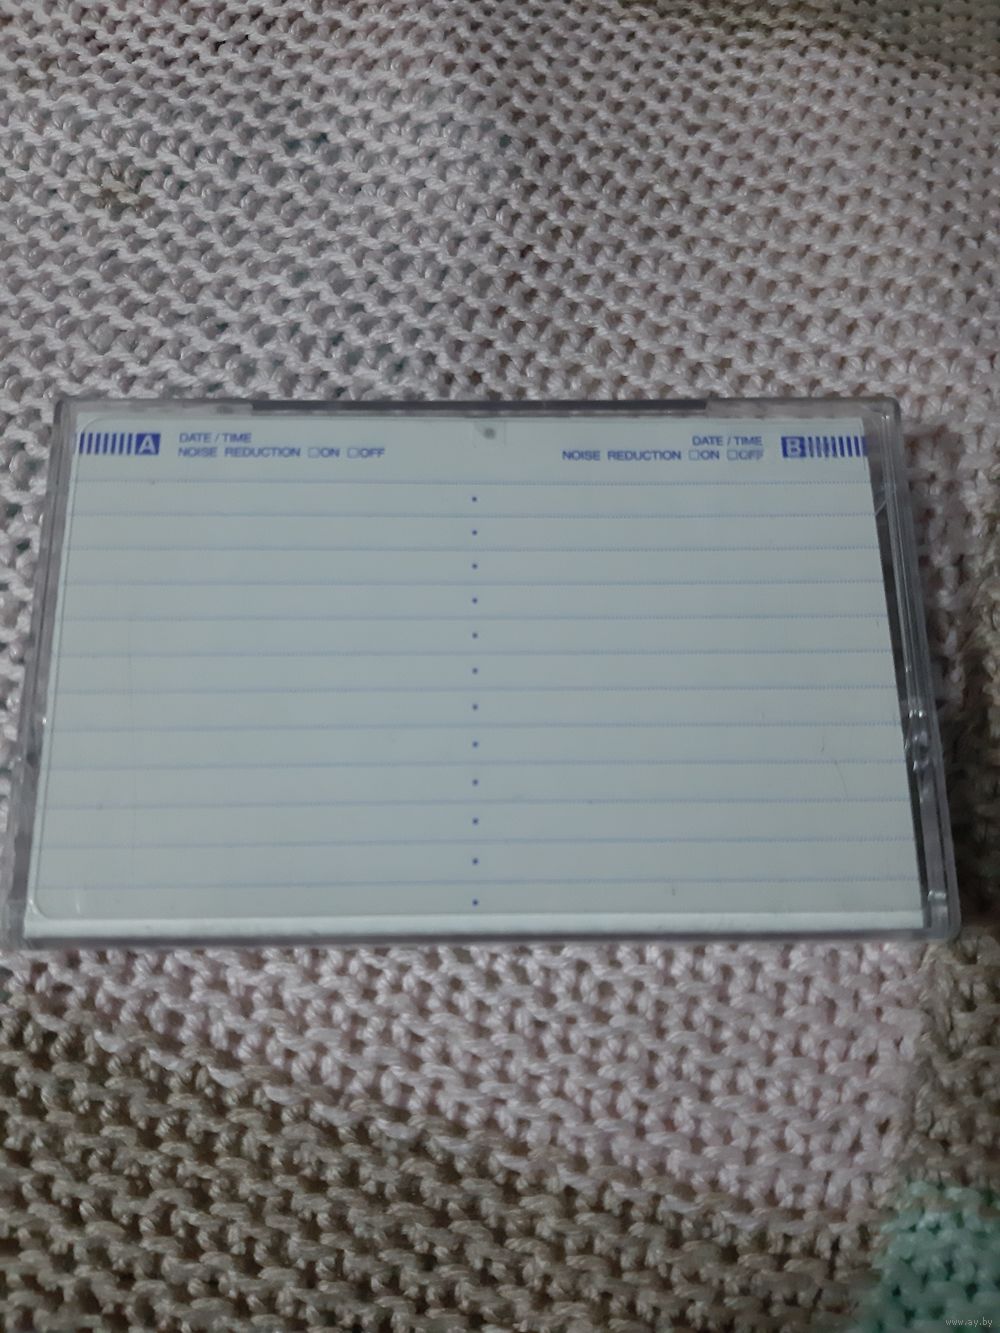 A DATE / TIME
NOISE REDUCTION □ON □OFF
DATE / TIME B
NOISE REDUCTION □ON □OFF
www.ay.by